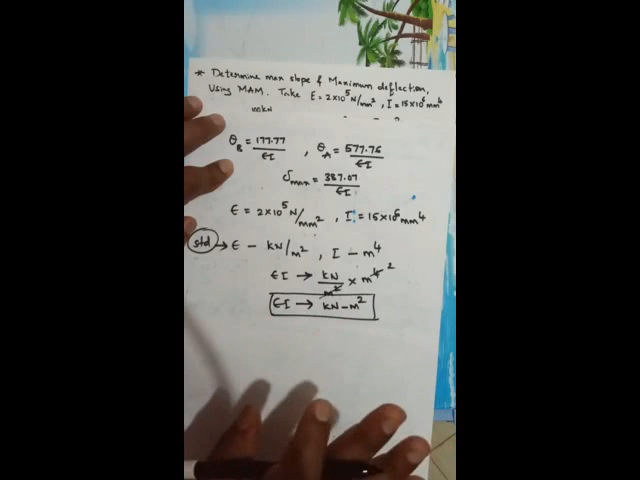 * Determine max slope & Maximum deflection,
Using MAM. Take E = 2×10⁵ N/mm², I = 15×10⁶ mm⁴
100kN
θB = 177.77/EI , θA = 577.76/EI
δmax = 387.07/EI
E = 2×10⁵ N/mm² , I = 15×10⁶ mm⁴
std → E - kN/m² , I - m⁴
EI → kN/m² × m⁴ ²
EI → kN-m²